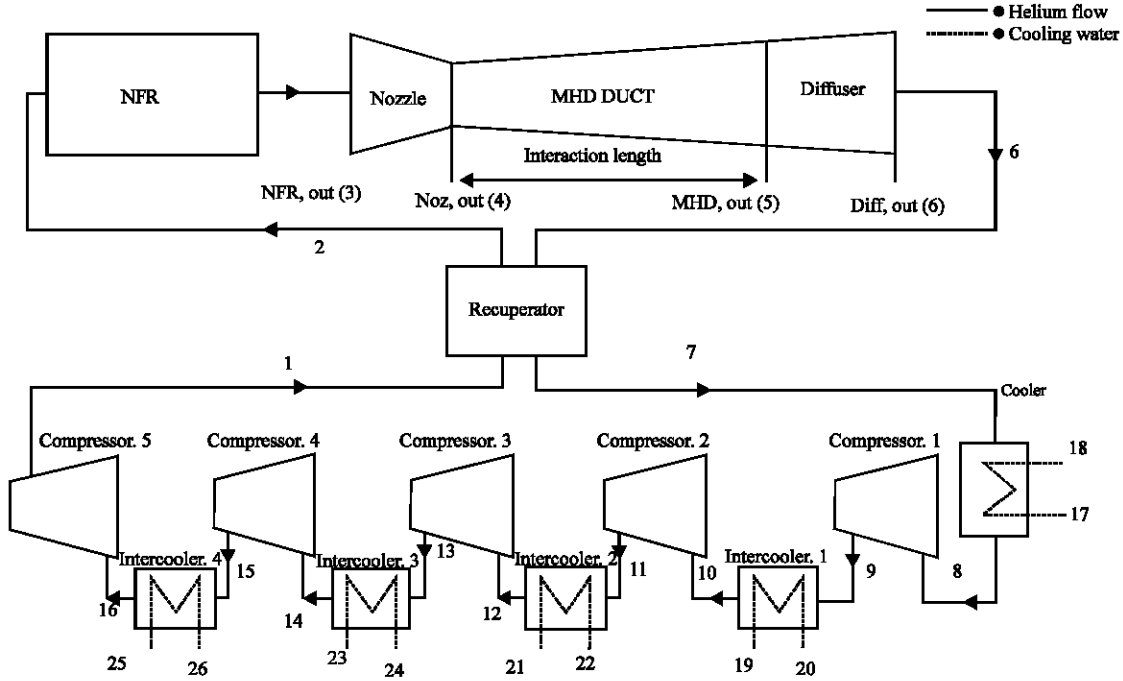 ● Helium flow
● Cooling water
NFR
Nozzle
MHD DUCT
Diffuser
Interaction length
6
NFR, out (3)
Noz, out (4)
MHD, out (5)
Diff, out (6)
2
Recuperator
1
7
Cooler
Compressor. 5
Compressor. 4
Compressor. 3
Compressor. 2
Compressor. 1
18
17
Intercooler. 4
15
Intercooler. 3
13
Intercooler. 2
11
10
Intercooler. 1
9
8
16
14
12
25
26
23
24
21
22
19
20